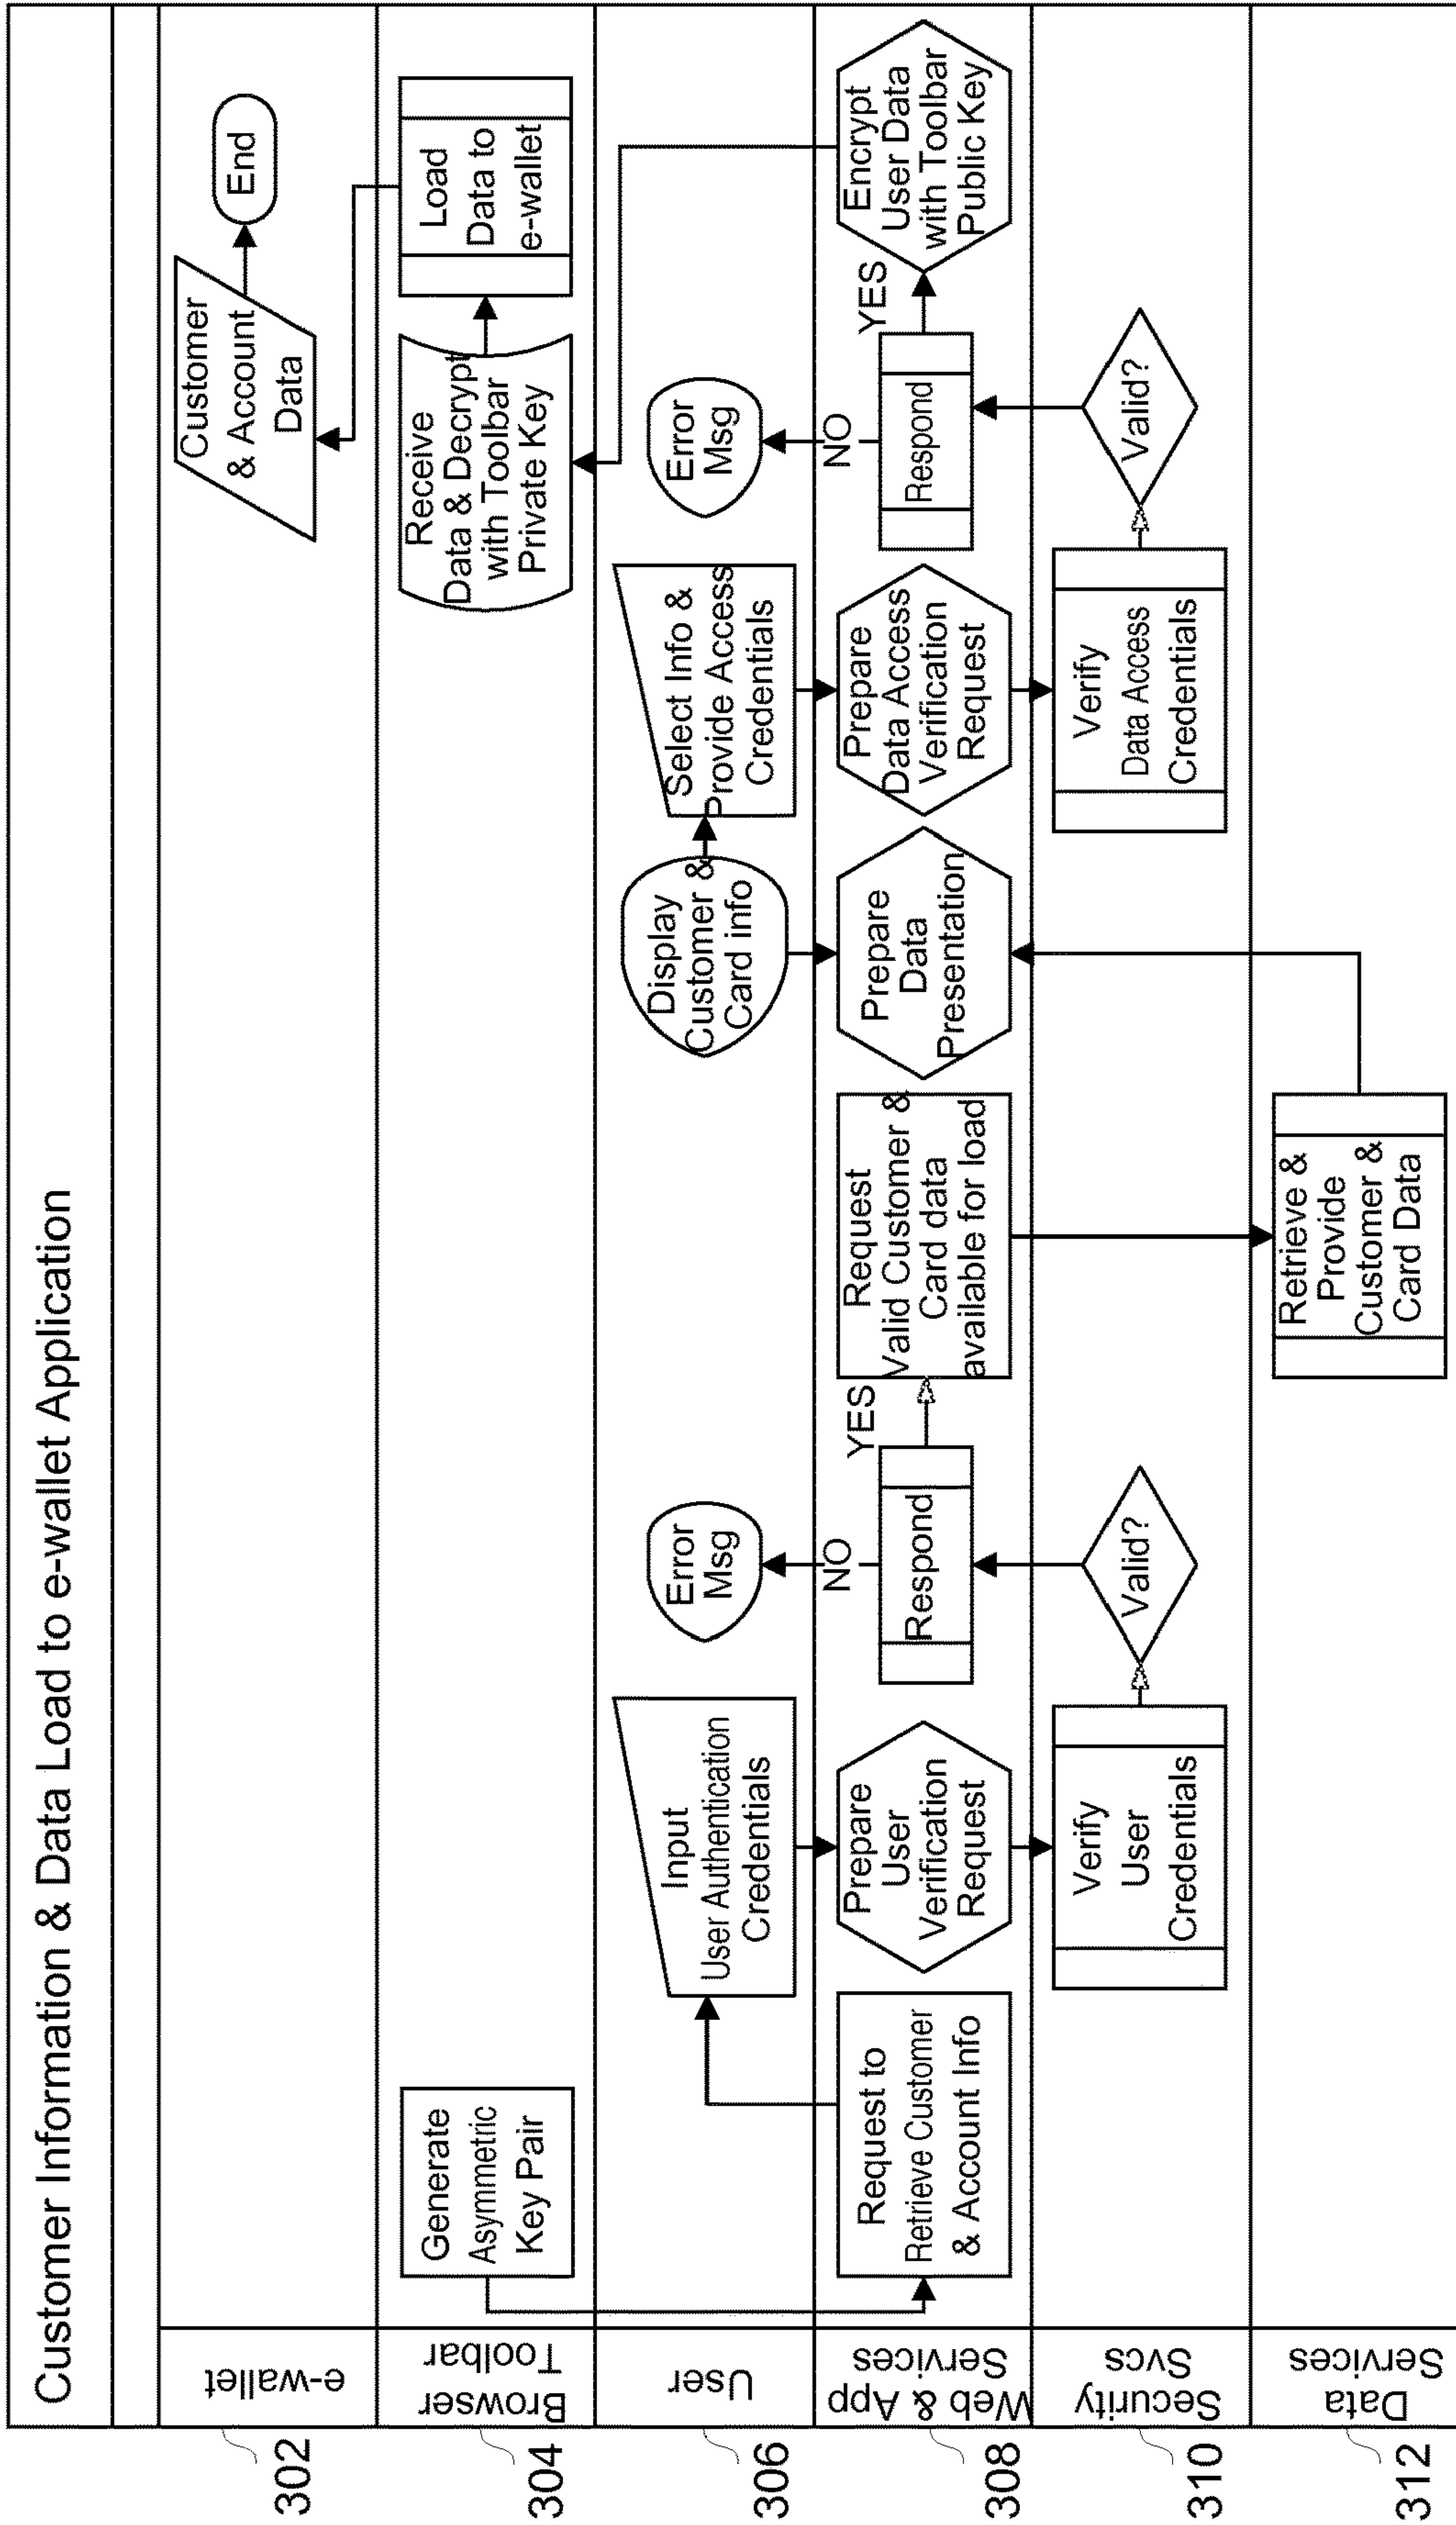 Customer Information & Data Load to e-wallet Application
302
e-wallet
Customer
& Account
Data
End
304
Browser
Toolbar
Generate
Asymmetric
Key Pair
Receive
Data & Decrypt
with Toolbar
Private Key
Load
Data to
e-wallet
306
User
Input
User Authentication
Credentials
Error
Msg
Display
Customer &
Card info
Select Info &
Provide Access
Credentials
Error
Msg
308
Web & App
Services
Request to
Retrieve Customer
& Account Info
Prepare
User
Verification
Request
NO
Respond
YES
Request
Valid Customer &
Card data
available for load
Prepare
Data
Presentation
Prepare
Data Access
Verification
Request
NO
Respond
YES
Encrypt
User Data
with Toolbar
Public Key
310
Security
Svcs
Verify
User
Credentials
Valid?
Verify
Data Access
Credentials
Valid?
312
Data
Services
Retrieve &
Provide
Customer &
Card Data